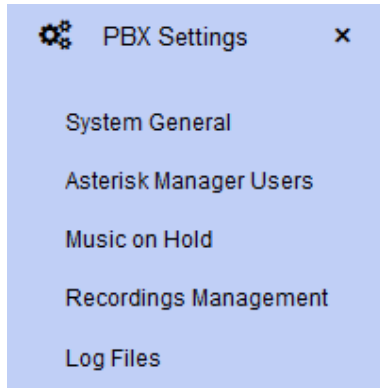 PBX Settings ×
System General
Asterisk Manager Users
Music on Hold
Recordings Management
Log Files